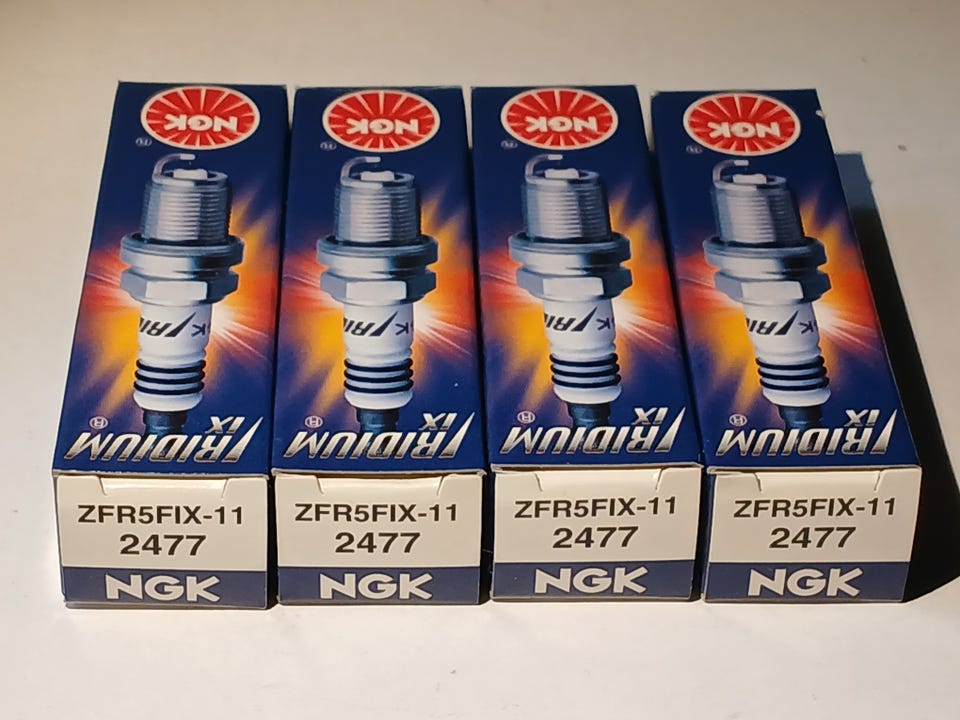 NGK
®
IRIDIUM IX
®
ZFR5FIX-11
2477
NGK
NGK
®
IRIDIUM IX
®
ZFR5FIX-11
2477
NGK
NGK
®
IRIDIUM IX
®
ZFR5FIX-11
2477
NGK
NGK
®
IRIDIUM IX
®
ZFR5FIX-11
2477
NGK